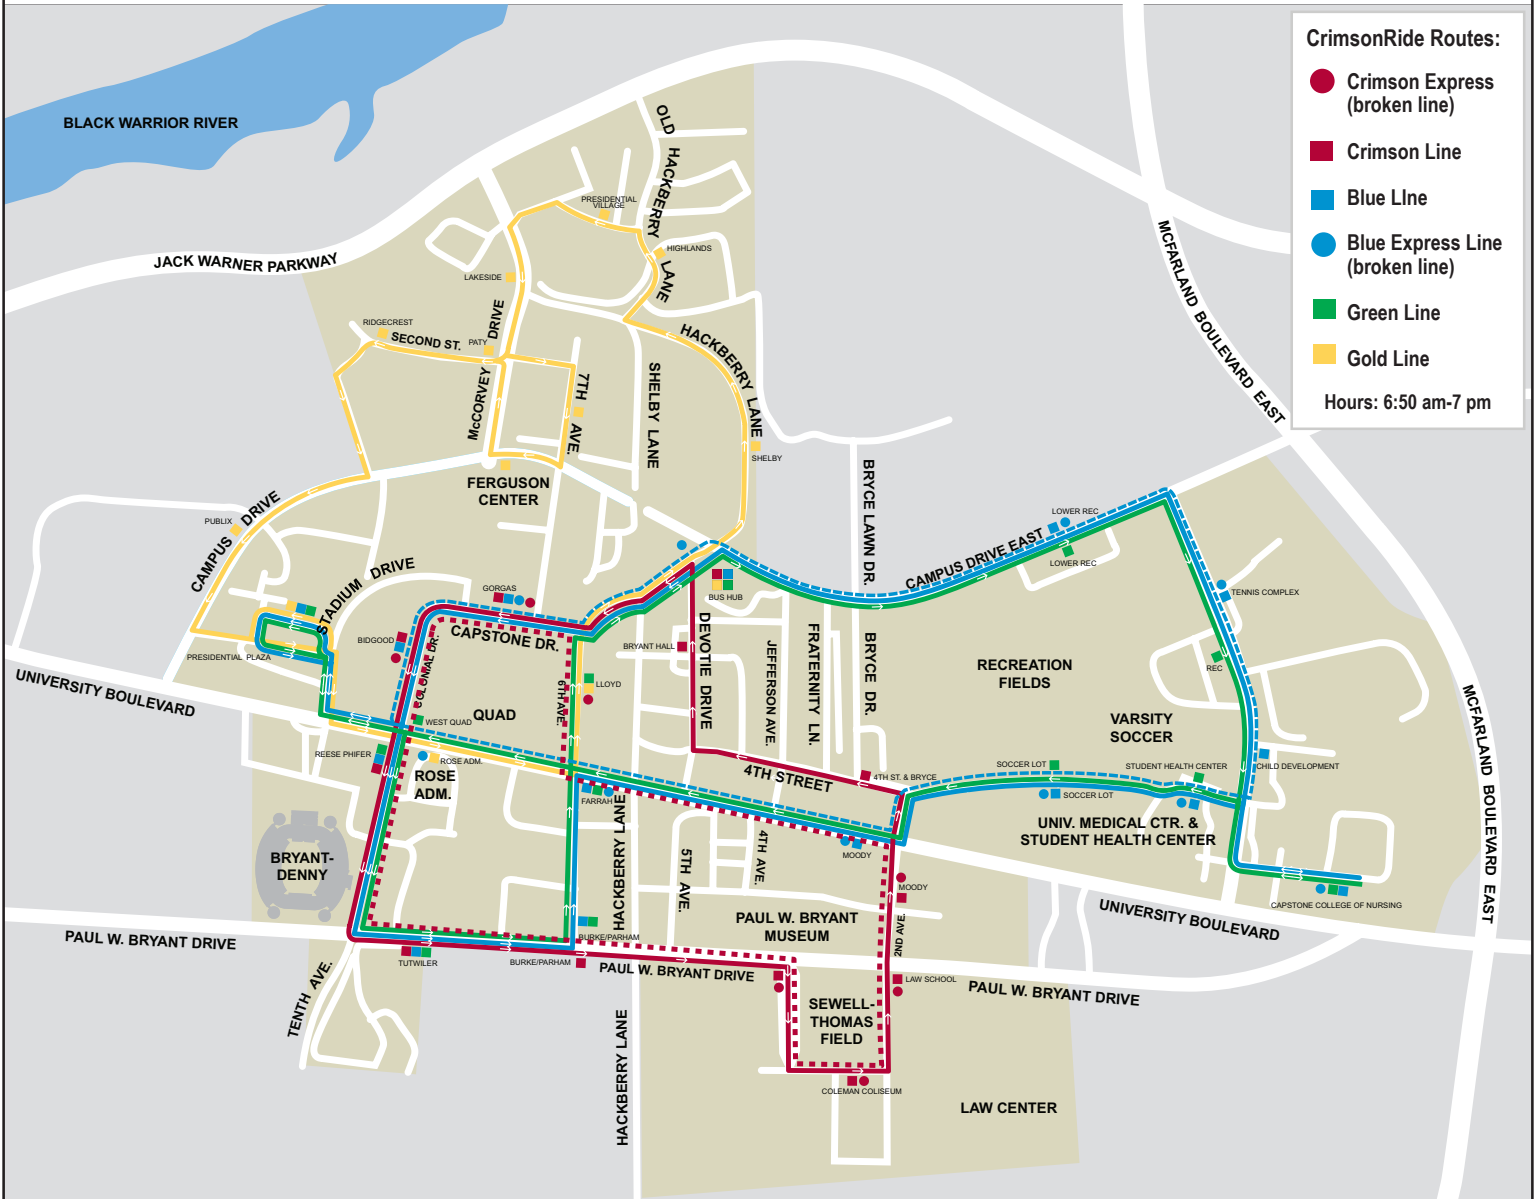 CrimsonRide Routes:
Crimson Express
(broken line)
Crimson Line
Blue LIne
Blue Express Line
(broken line)
Green Line
Gold Line
Hours: 6:50 am-7 pm
BLACK WARRIOR RIVER
JACK WARNER PARKWAY
OLD HACKBERRY LANE
PRESIDENTIAL
VILLAGE
HIGHLANDS
LAKESIDE
RIDGECREST
SECOND ST.
PATY
McCORVEY DRIVE
7TH AVE.
SHELBY LANE
HACKBERRY LANE
SHELBY
MCFARLAND BOULEVARD EAST
FERGUSON
CENTER
PUBLIX
CAMPUS DRIVE
STADIUM DRIVE
BRYCE LAWN DR.
CAMPUS DRIVE EAST
LOWER REC
LOWER REC
TENNIS COMPLEX
GORGAS
BUS HUB
BIDGOOD
CAPSTONE DR.
COLONIAL DR.
BRYANT HALL
DEVOTIE DRIVE
JEFFERSON AVE.
FRATERNITY LN.
BRYCE DR.
PRESIDENTIAL PLAZA
UNIVERSITY BOULEVARD
LLOYD
6TH AVE.
QUAD
WEST QUAD
RECREATION
FIELDS
REC
VARSITY
SOCCER
MCFARLAND BOULEVARD EAST
REESE PHIFER
ROSE ADM.
ROSE
ADM.
4TH STREET
4TH ST. & BRYCE
SOCCER LOT
STUDENT HEALTH CENTER
CHILD DEVELOPMENT
SOCCER LOT
FARRAH
HACKBERRY LANE
UNIV. MEDICAL CTR. &
STUDENT HEALTH CENTER
BRYANT-
DENNY
5TH AVE.
4TH AVE.
MOODY
MOODY
2ND AVE.
CAPSTONE COLLEGE OF NURSING
UNIVERSITY BOULEVARD
PAUL W. BRYANT
MUSEUM
PAUL W. BRYANT DRIVE
TUTWILER
BURKE/PARHAM
BURKE/PARHAM
PAUL W. BRYANT DRIVE
LAW SCHOOL
PAUL W. BRYANT DRIVE
TENTH AVE.
SEWELL-
THOMAS
FIELD
HACKBERRY LANE
COLEMAN COLISEUM
LAW CENTER